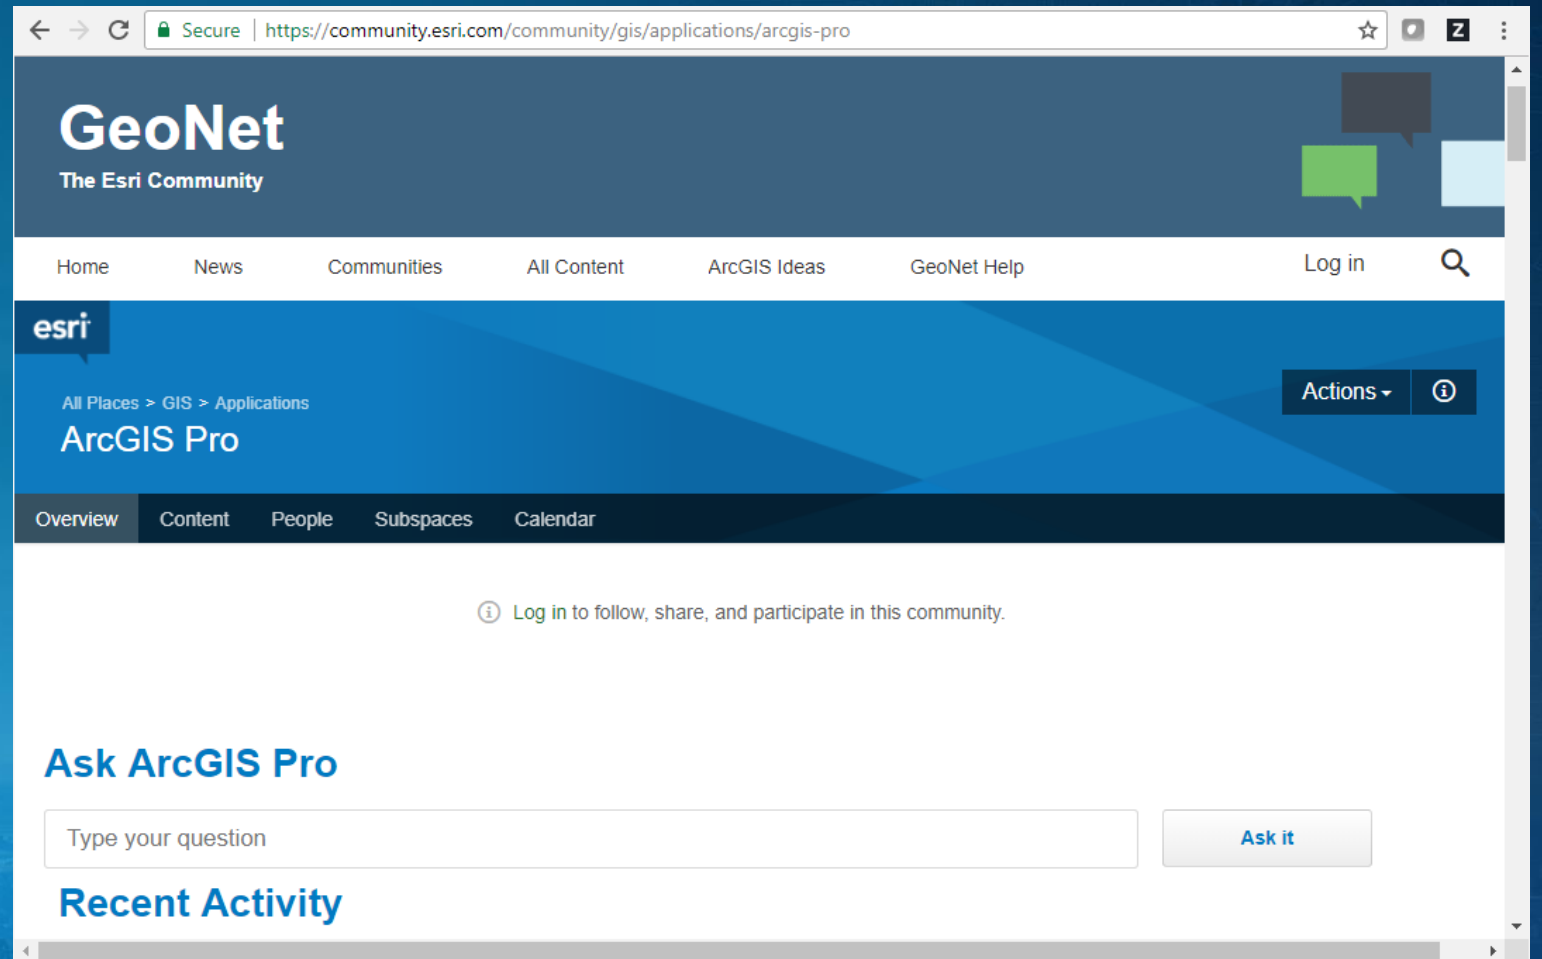 Secure | https://community.esri.com/community/gis/applications/arcgis-pro
Z
GeoNet
The Esri Community
Home News Communities All Content ArcGIS Ideas GeoNet Help Log in
esri
All Places > GIS > Applications
ArcGIS Pro
Actions
Overview Content People Subspaces Calendar
Log in to follow, share, and participate in this community.
Ask ArcGIS Pro
Type your question Ask it
Recent Activity